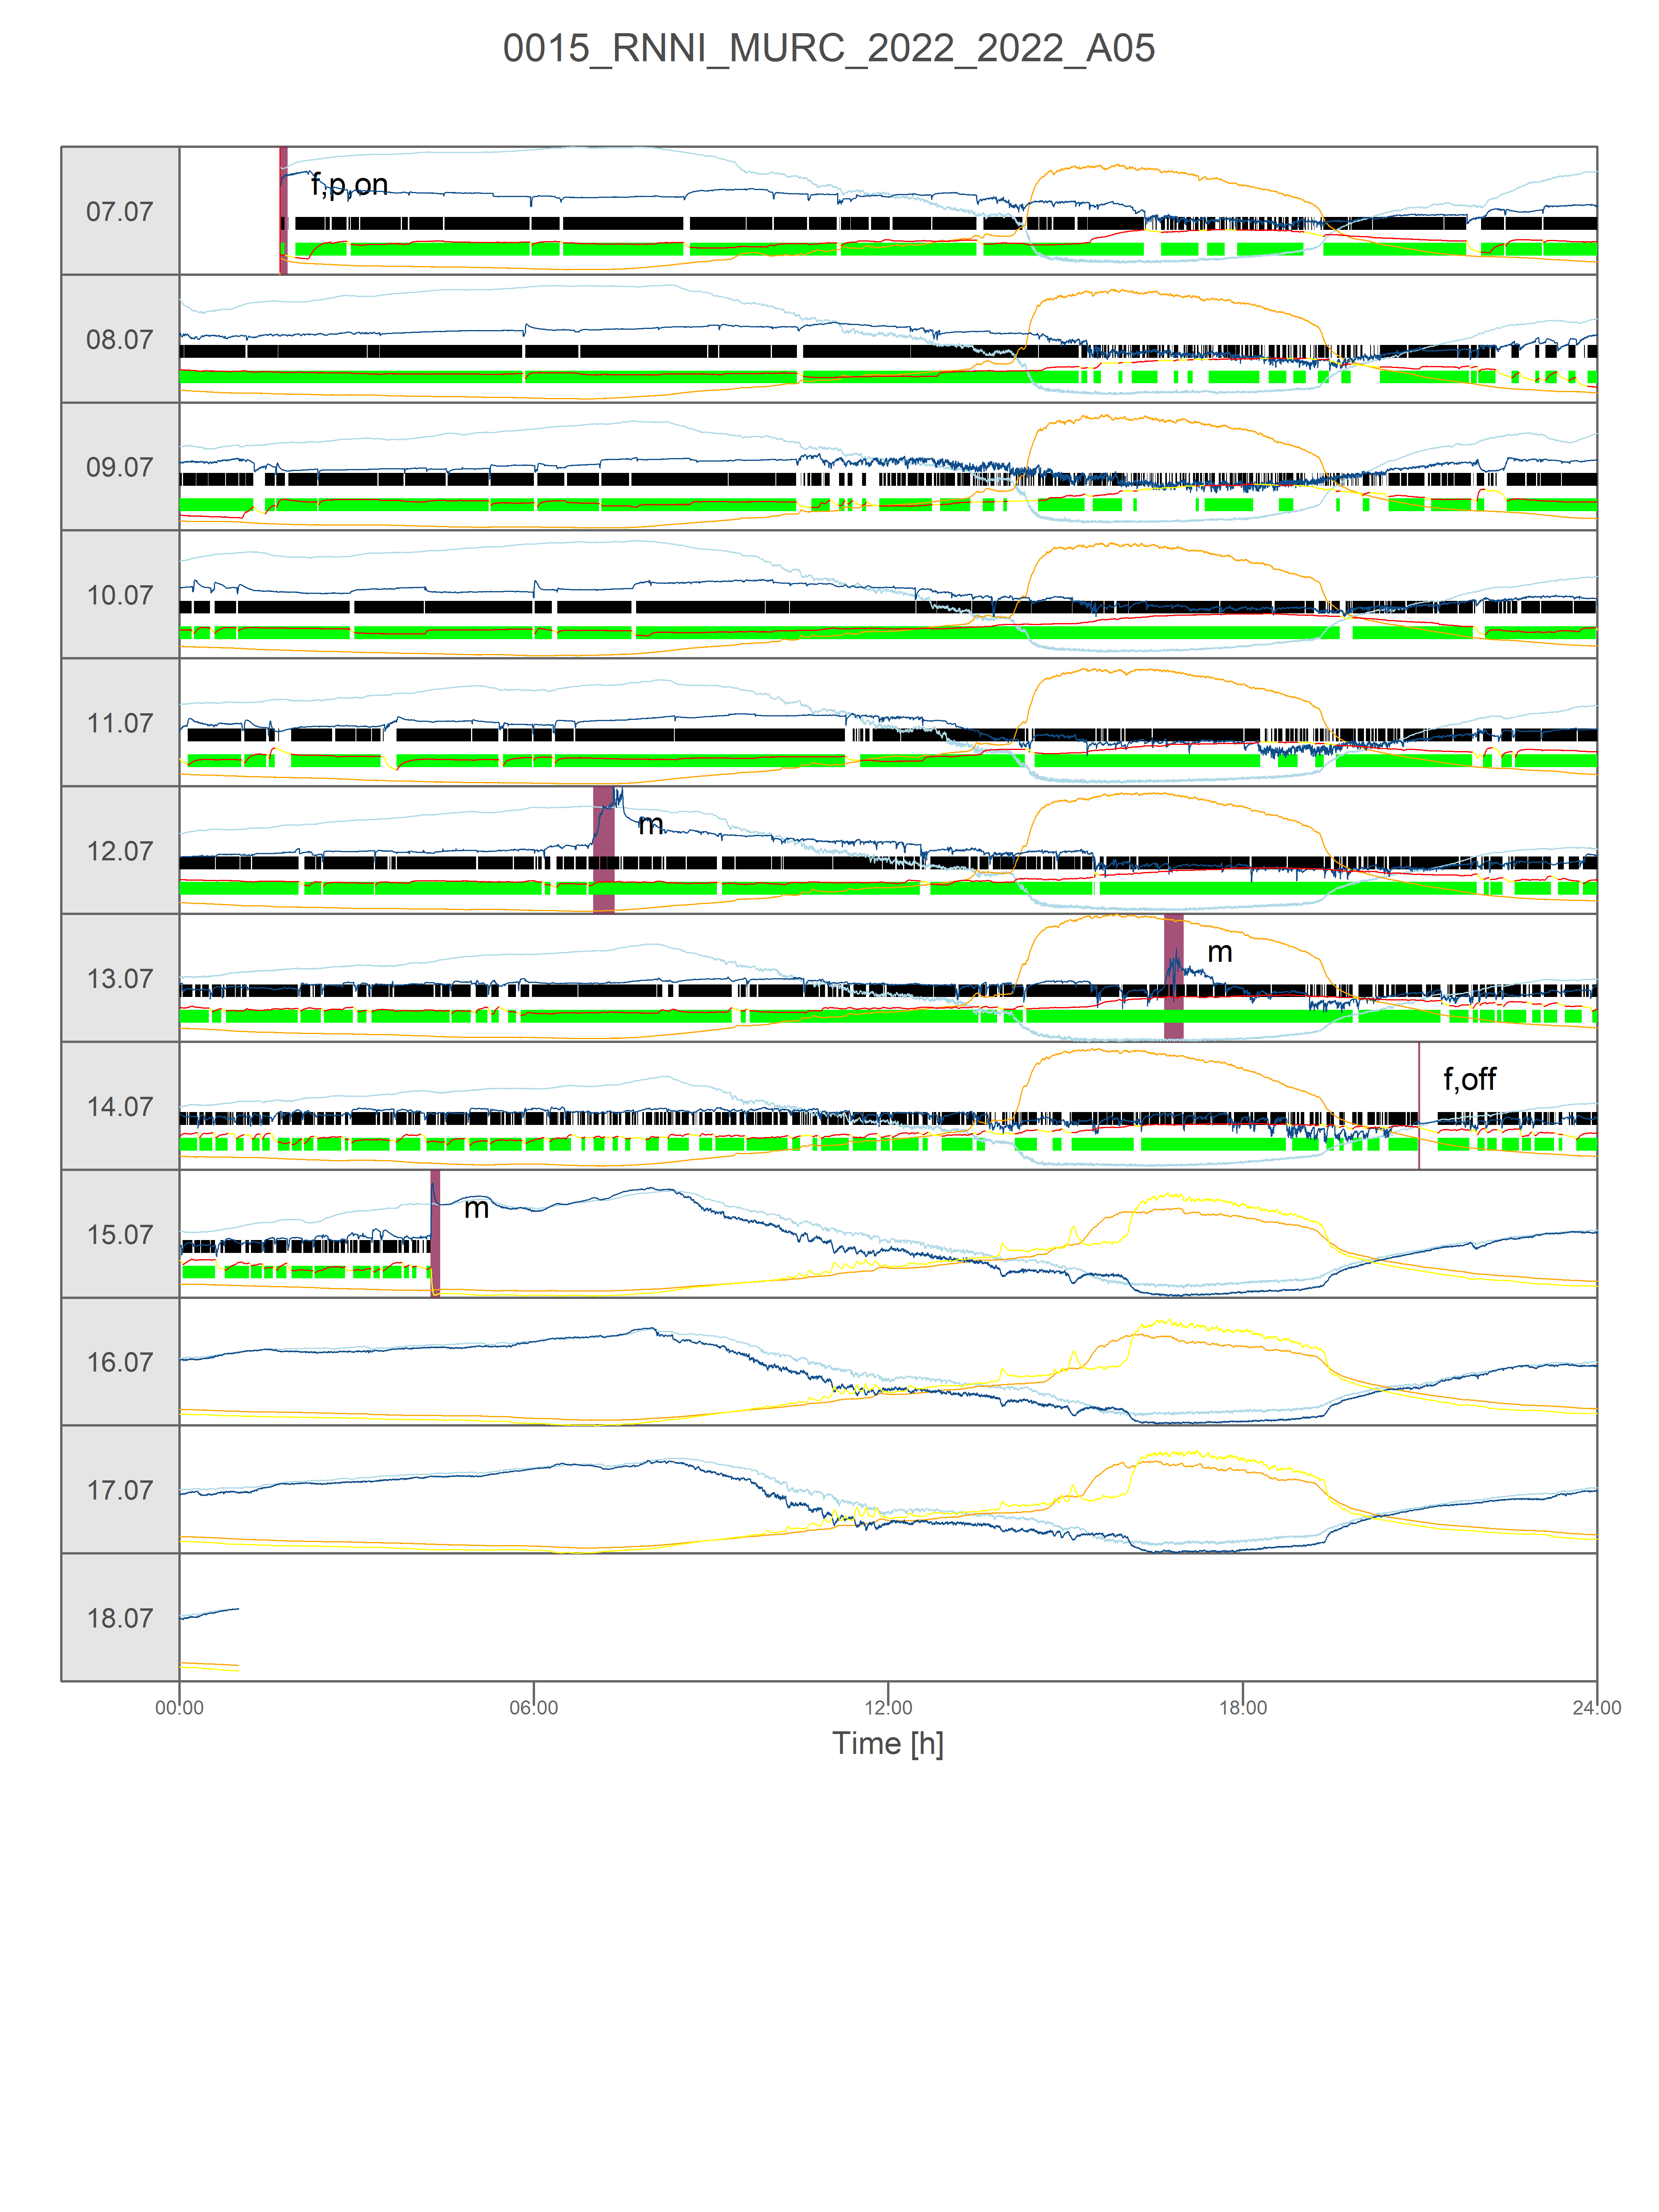 0015_RNNI_MURC_2022_2022_A05
07.07
f,p,on
08.07
09.07
10.07
11.07
12.07
m
13.07
m
14.07
f,off
15.07
m
16.07
17.07
18.07
00:00 06:00 12:00 18:00 24:00
Time [h]